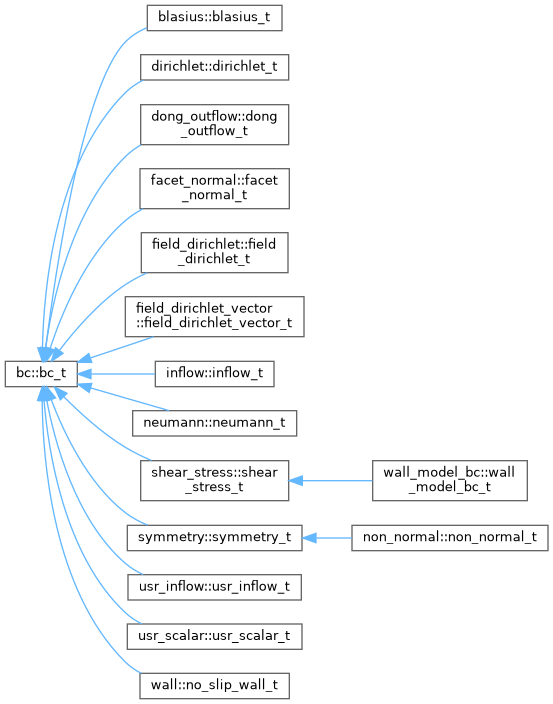 blasius::blasius_t
dirichlet::dirichlet_t
dong_outflow::dong
_outflow_t
facet_normal::facet
_normal_t
field_dirichlet::field
_dirichlet_t
field_dirichlet_vector
::field_dirichlet_vector_t
bc::bc_t
inflow::inflow_t
neumann::neumann_t
shear_stress::shear
_stress_t
wall_model_bc::wall
_model_bc_t
symmetry::symmetry_t
non_normal::non_normal_t
usr_inflow::usr_inflow_t
usr_scalar::usr_scalar_t
wall::no_slip_wall_t